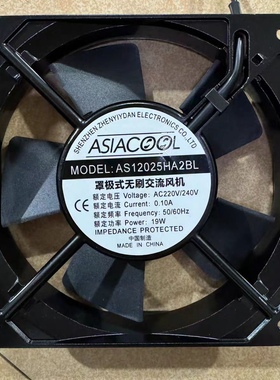 SHENZHEN ZHENYIYDAN ELECTRONICS CO.,LTD
ASIACOOL
MODEL:AS12025HA2BL
罩极式无刷交流风机
额定电压 Voltage: AC220V/240V
额定电流 Current: 0.10A
额定频率 Frequency: 50/60Hz
额定功率 Power: 19W
IMPEDANCE PROTECTED
中国制造
MADE IN CHINA
CE